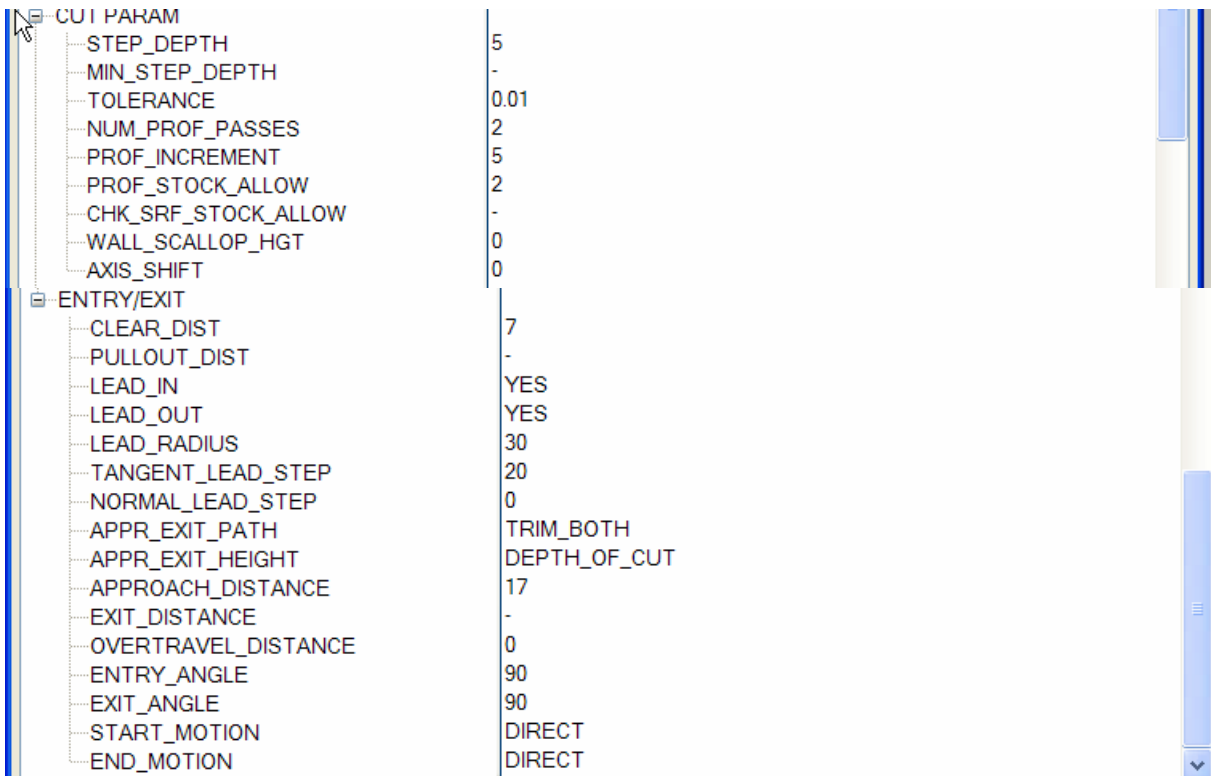 CUT PARAM
STEP_DEPTH 5
MIN_STEP_DEPTH -
TOLERANCE 0.01
NUM_PROF_PASSES 2
PROF_INCREMENT 5
PROF_STOCK_ALLOW 2
CHK_SRF_STOCK_ALLOW -
WALL_SCALLOP_HGT 0
AXIS_SHIFT 0
ENTRY/EXIT
CLEAR_DIST 7
PULLOUT_DIST -
LEAD_IN YES
LEAD_OUT YES
LEAD_RADIUS 30
TANGENT_LEAD_STEP 20
NORMAL_LEAD_STEP 0
APPR_EXIT_PATH TRIM_BOTH
APPR_EXIT_HEIGHT DEPTH_OF_CUT
APPROACH_DISTANCE 17
EXIT_DISTANCE -
OVERTRAVEL_DISTANCE 0
ENTRY_ANGLE 90
EXIT_ANGLE 90
START_MOTION DIRECT
END_MOTION DIRECT